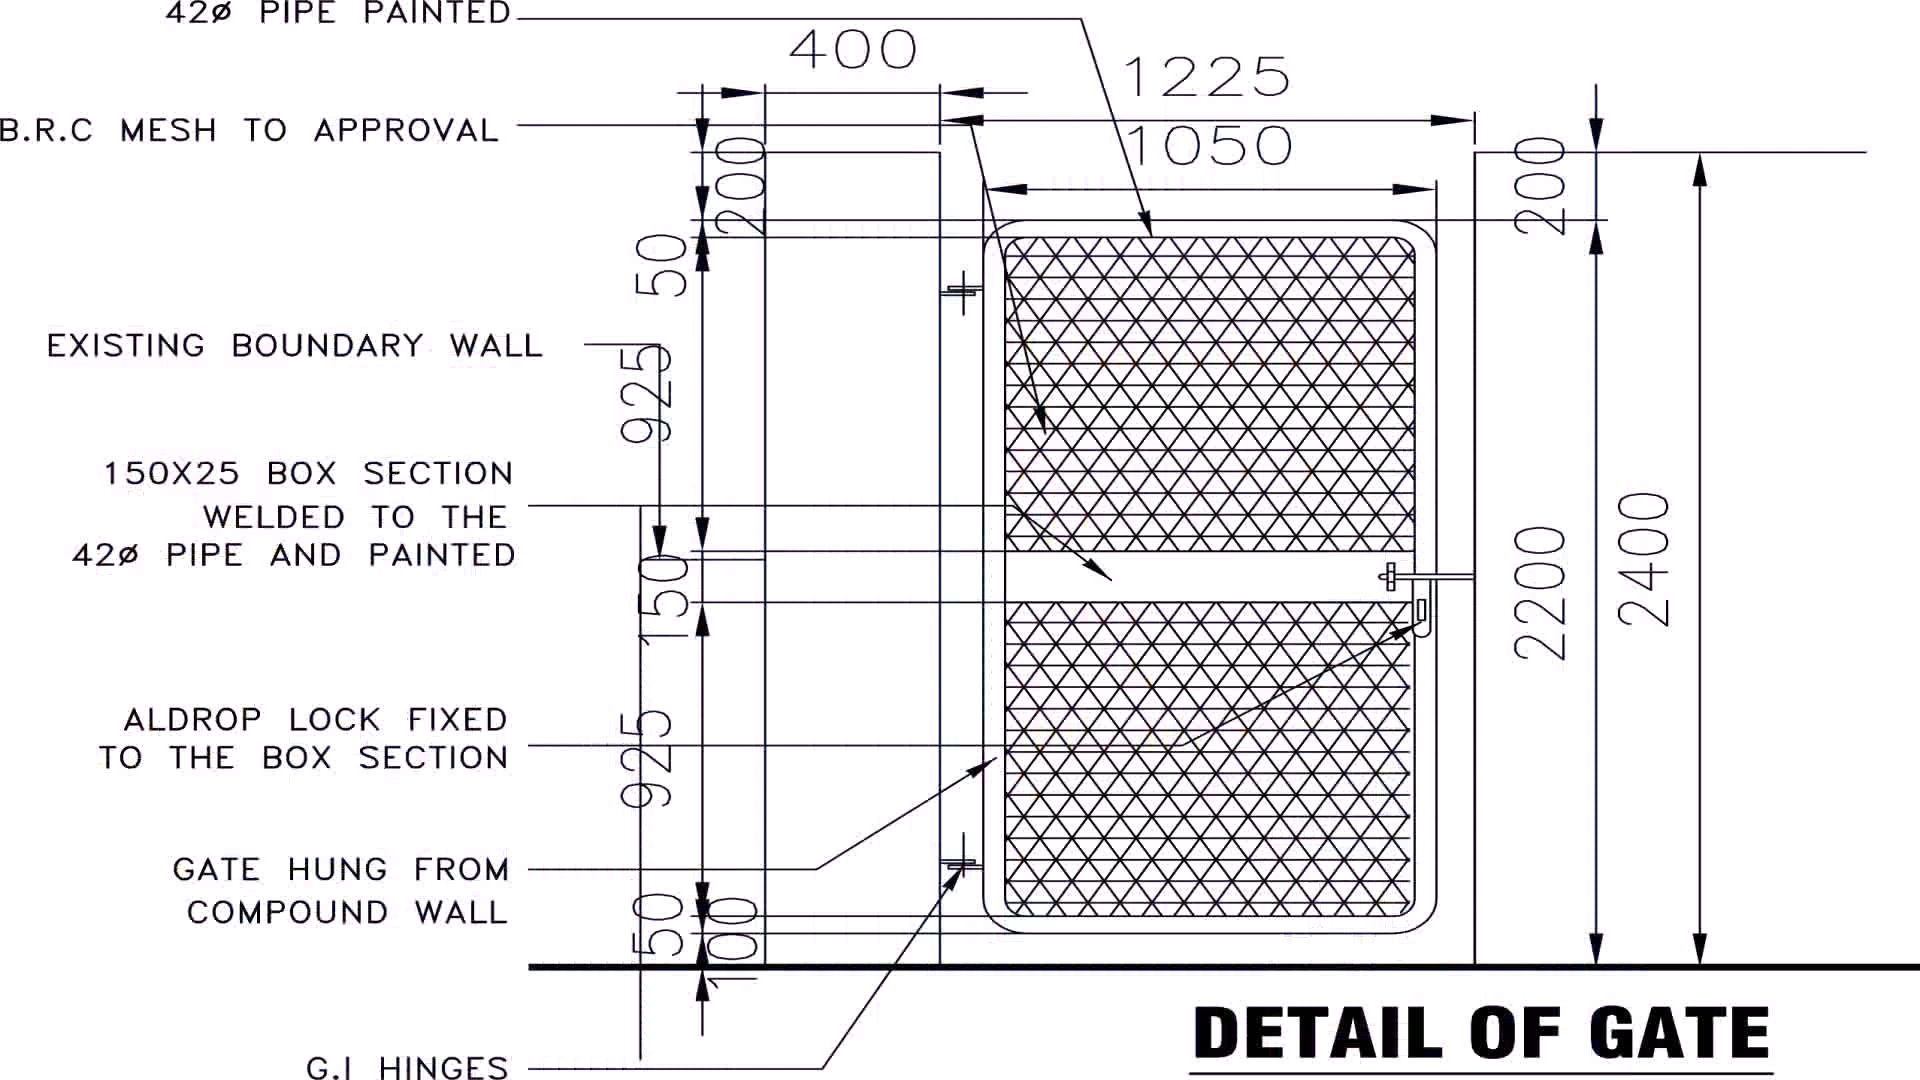 42ø PIPE PAINTED
400
1225
B.R.C MESH TO APPROVAL
1050
200
200
50
EXISTING BOUNDARY WALL
925
150X25 BOX SECTION
WELDED TO THE
42ø PIPE AND PAINTED
150
2200
2400
ALDROP LOCK FIXED
TO THE BOX SECTION
925
GATE HUNG FROM
COMPOUND WALL
50
100
DETAIL OF GATE
G.I HINGES